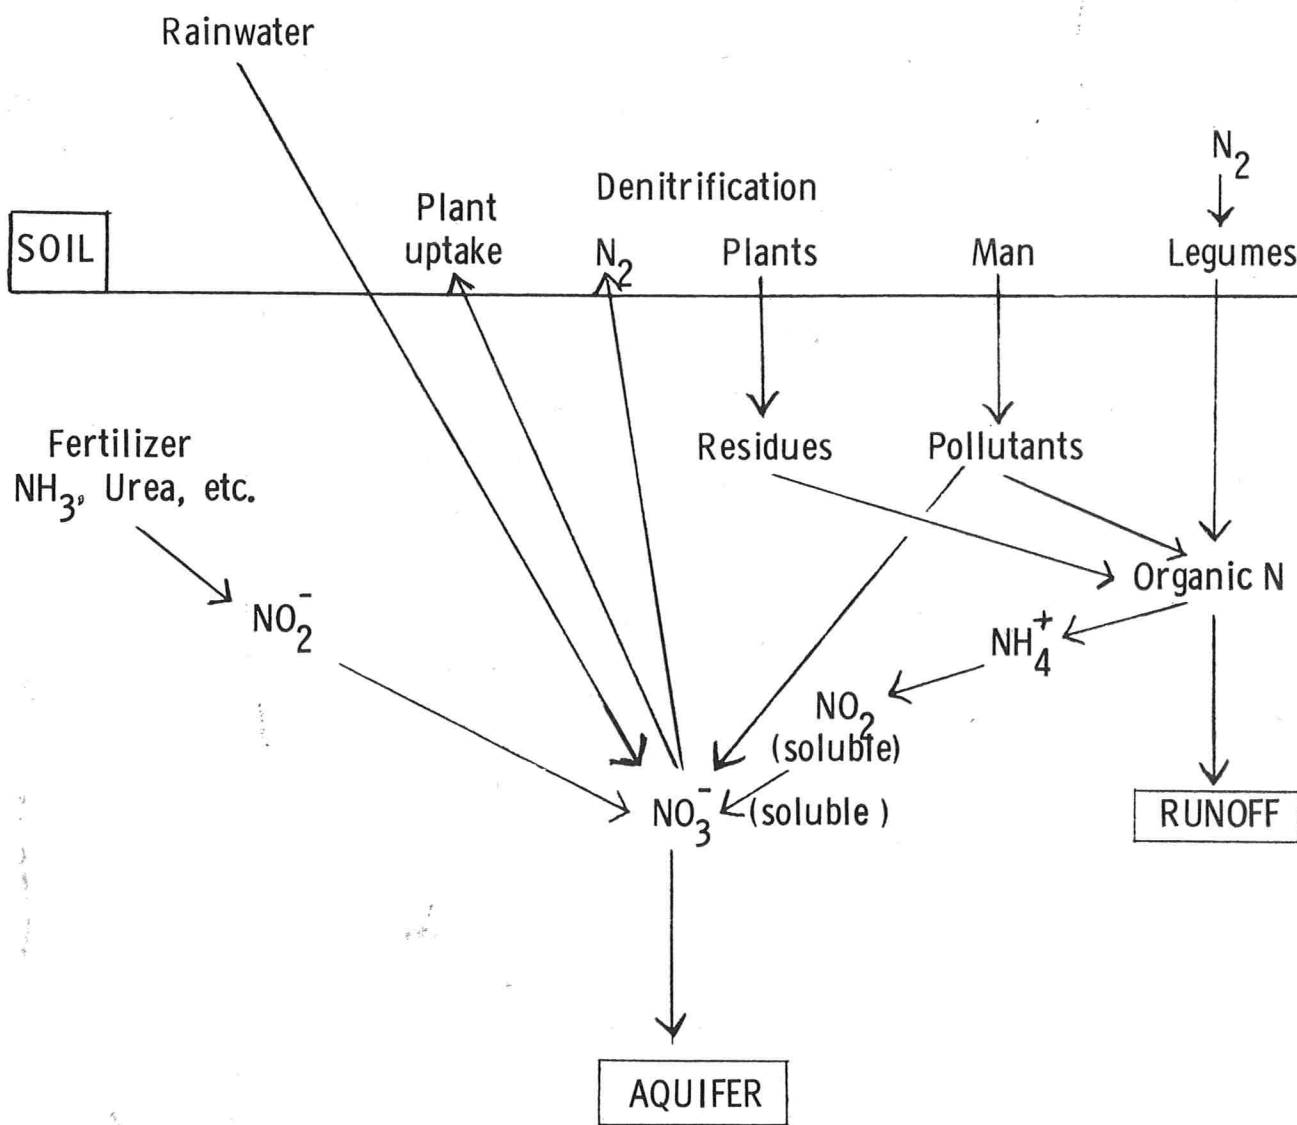 Rainwater
N₂
Denitrification
Plant
uptake
SOIL
N₂
Plants
Man
Legumes
Fertilizer
NH₃, Urea, etc.
Residues
Pollutants
Organic N
NO₂⁻
NH₄⁺
NO₂
(soluble)
NO₃⁻ (soluble )
RUNOFF
AQUIFER